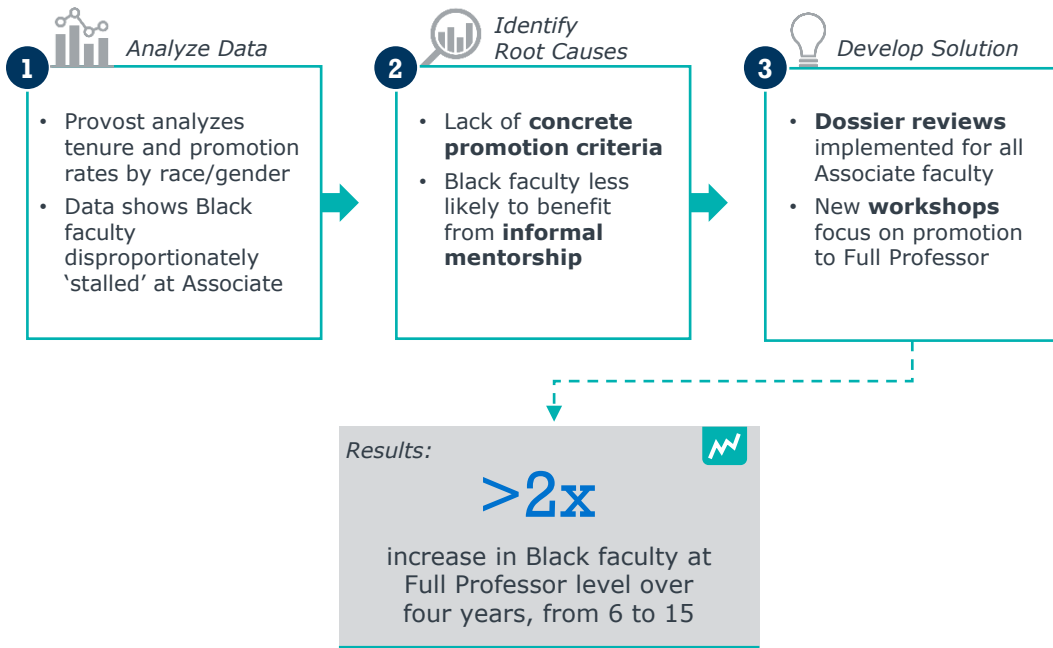 1
Analyze Data
• Provost analyzes
tenure and promotion
rates by race/gender
• Data shows Black
faculty
disproportionately
‘stalled’ at Associate
2
Identify
Root Causes
• Lack of concrete
promotion criteria
• Black faculty less
likely to benefit
from informal
mentorship
3
Develop Solution
• Dossier reviews
implemented for all
Associate faculty
• New workshops
focus on promotion
to Full Professor
Results:
>2x
increase in Black faculty at
Full Professor level over
four years, from 6 to 15